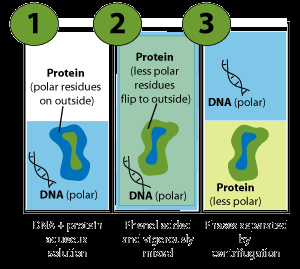 1
Protein
(polar residues
on outside)
DNA (polar)
DNA + protein
aqueous
solution
2
Protein
(less polar
residues
flip to outside)
DNA (polar)
Phenol added
and vigorously
mixed
3
DNA (polar)
Protein
(less polar)
separated
by
centrifugation